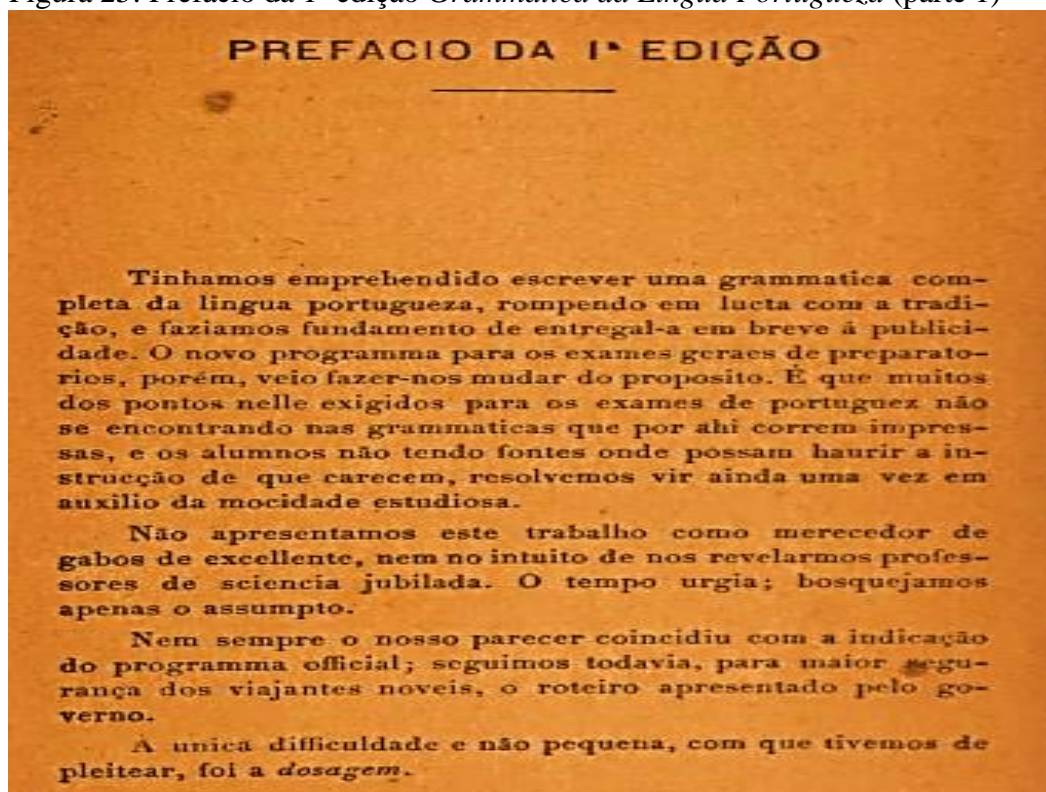 Figura 23: Prefácio da 1ª edição Grammatica da Lingua Portugueza (parte 1)
PREFACIO DA 1ª EDIÇÃO
Tinhamos emprehendido escrever uma grammatica com-
pleta da lingua portugueza, rompendo em lucta com a tradi-
ção, e faziamos fundamento de entregal-a em breve á publici-
dade. O novo programma para os exames geraes de preparato-
rios, porém, veio fazer-nos mudar do proposito. É que muitos
dos pontos nelle exigidos para os exames de portuguez não
se encontrando nas grammaticas que por ahi correm impres-
sas, e os alumnos não tendo fontes onde possam haurir a in-
strucção de que carecem, resolvemos vir ainda uma vez em
auxilio da mocidade estudiosa.
Não apresentamos este trabalho como merecedor de
gabos de excellente, nem no intuito de nos revelarmos profes-
sores de sciencia jubilada. O tempo urgia; bosquejamos
apenas o assumpto.
Nem sempre o nosso parecer coincidiu com a indicação
do programma official; seguimos todavia, para maior segu-
rança dos viajantes noveis, o roteiro apresentado pelo go-
verno.
A unica difficuldade e não pequena, com que tivemos de
pleitear, foi a dosagem.